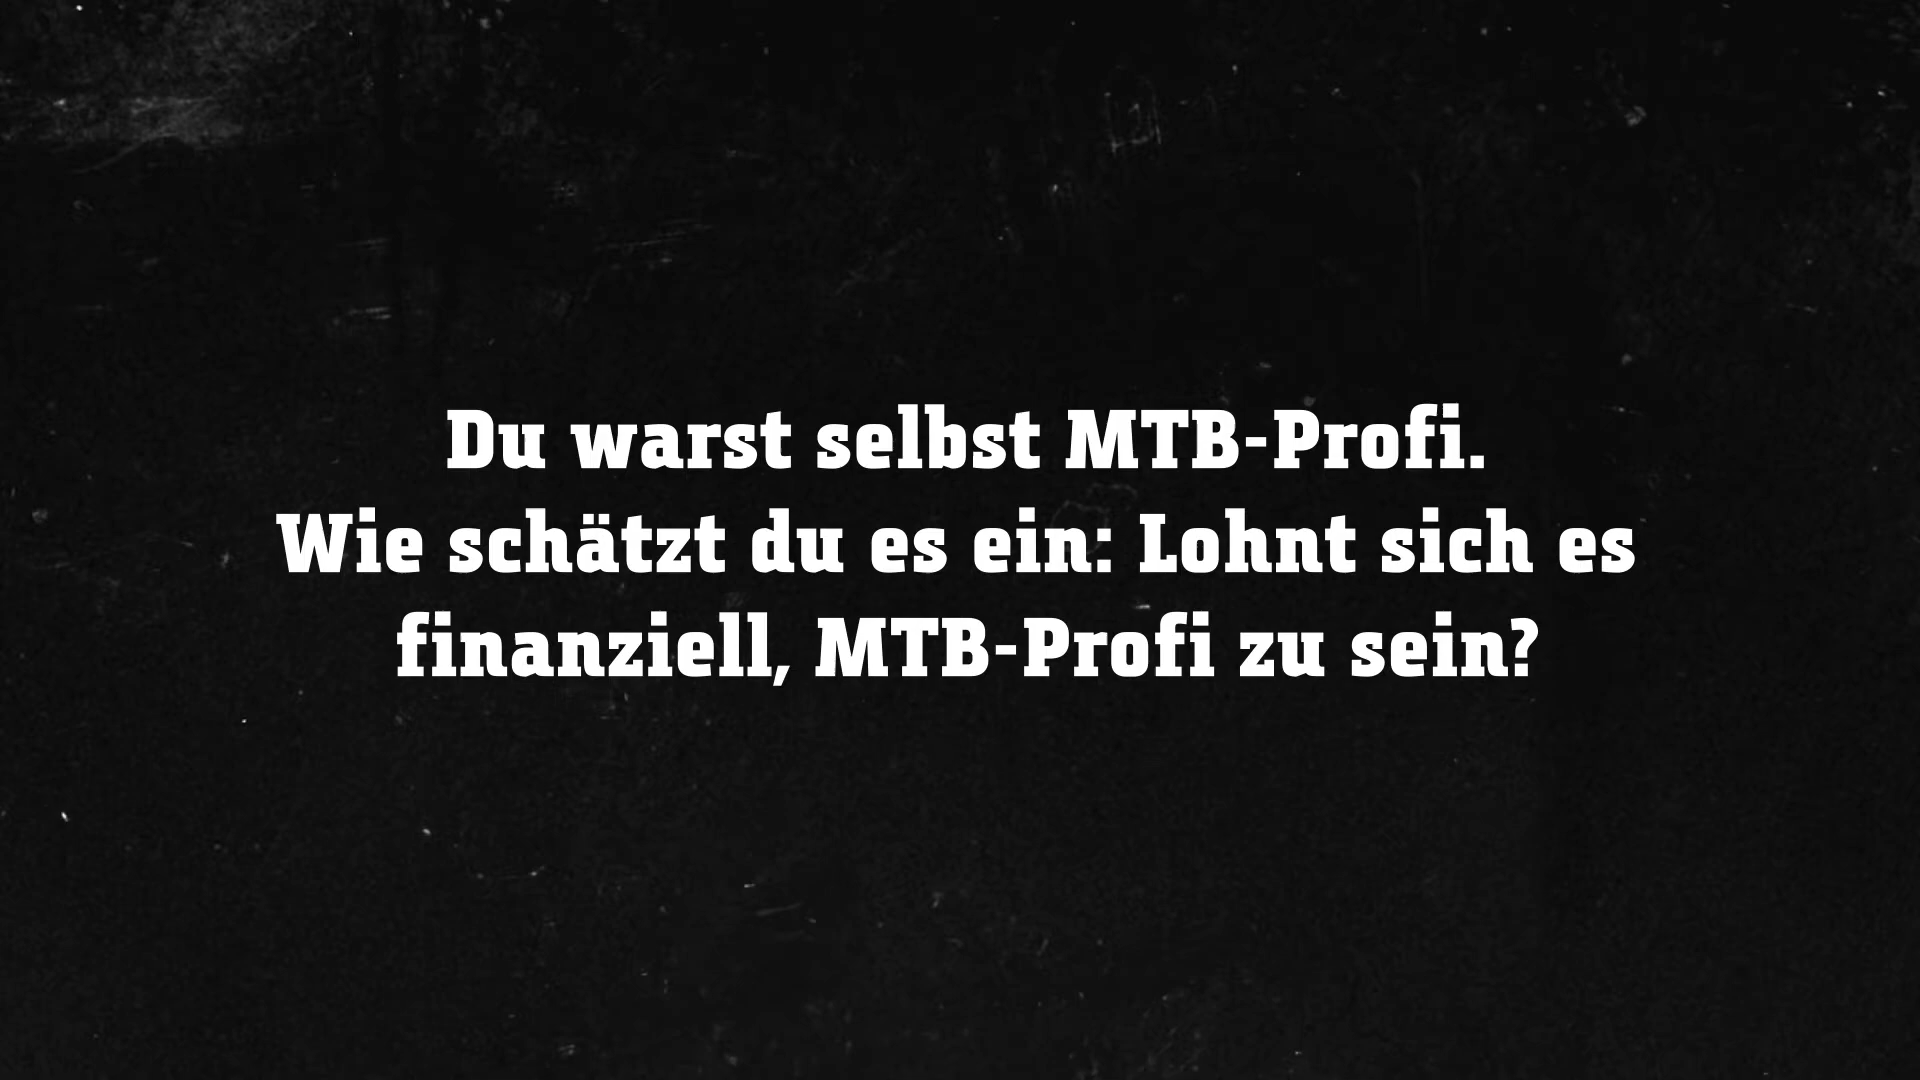 Du warst selbst MTB-Profi.
Wie schätzt du es ein: Lohnt sich es
finanziell, MTB-Profi zu sein?